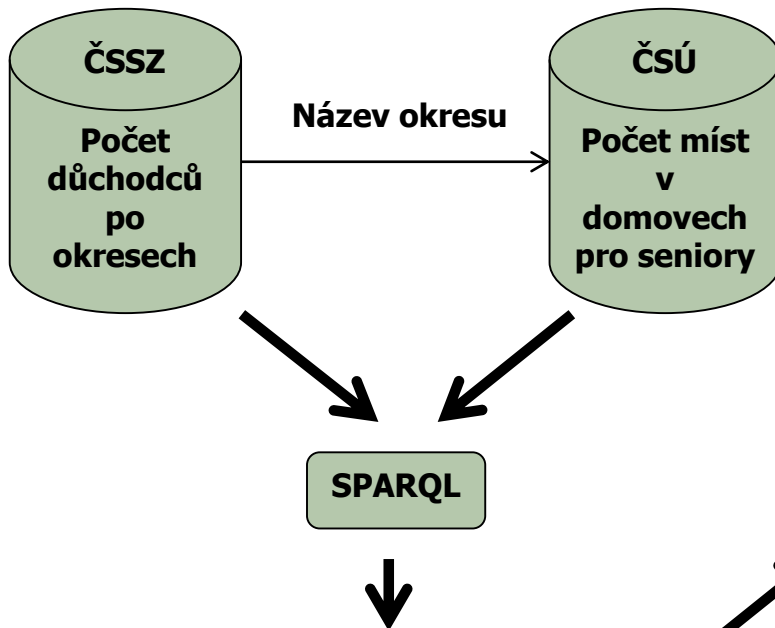 ČSSZ
Počet
důchodců
po
okresech
Název okresu
ČSÚ
Počet míst
v
domovech
pro seniory
SPARQL